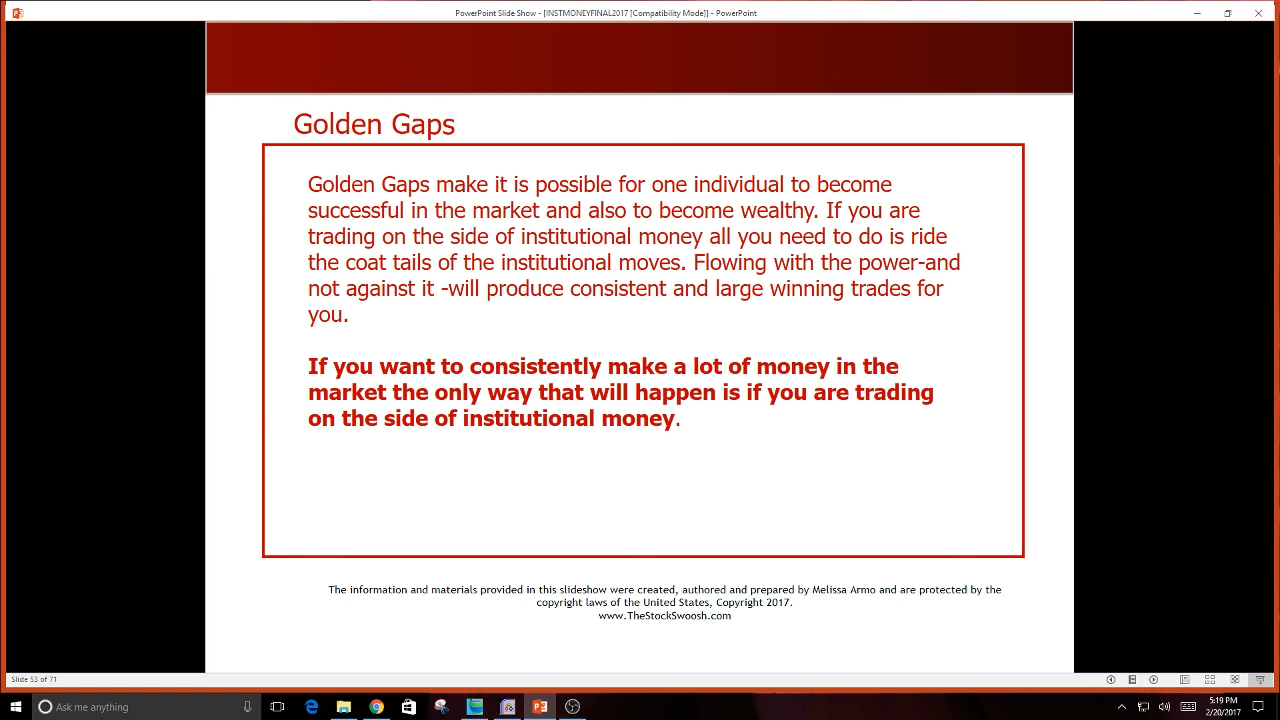 PowerPoint Slide Show - [INSTMONEYFINAL2017 [Compatibility Mode]] - PowerPoint
Golden Gaps
Golden Gaps make it is possible for one individual to become
successful in the market and also to become wealthy. If you are
trading on the side of institutional money all you need to do is ride
the coat tails of the institutional moves. Flowing with the power-and
not against it -will produce consistent and large winning trades for
you.
If you want to consistently make a lot of money in the
market the only way that will happen is if you are trading
on the side of institutional money.
The information and materials provided in this slideshow were created, authored and prepared by Melissa Armo and are protected by the
copyright laws of the United States, Copyright 2017.
www.TheStockSwoosh.com
Slide 53 of 71
Ask me anything
5:19 PM
2/20/2017